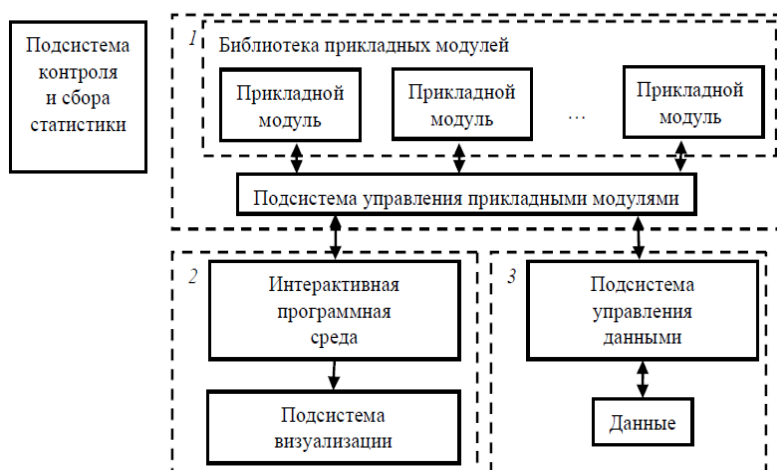 Подсистема
контроля
и сбора
статистики
1
Библиотека прикладных модулей
Прикладной
модуль
Прикладной
модуль
...
Прикладной
модуль
Подсистема управления прикладными модулями
2
Интерактивная
программная
среда
Подсистема
визуализации
3
Подсистема
управления
данными
Данные